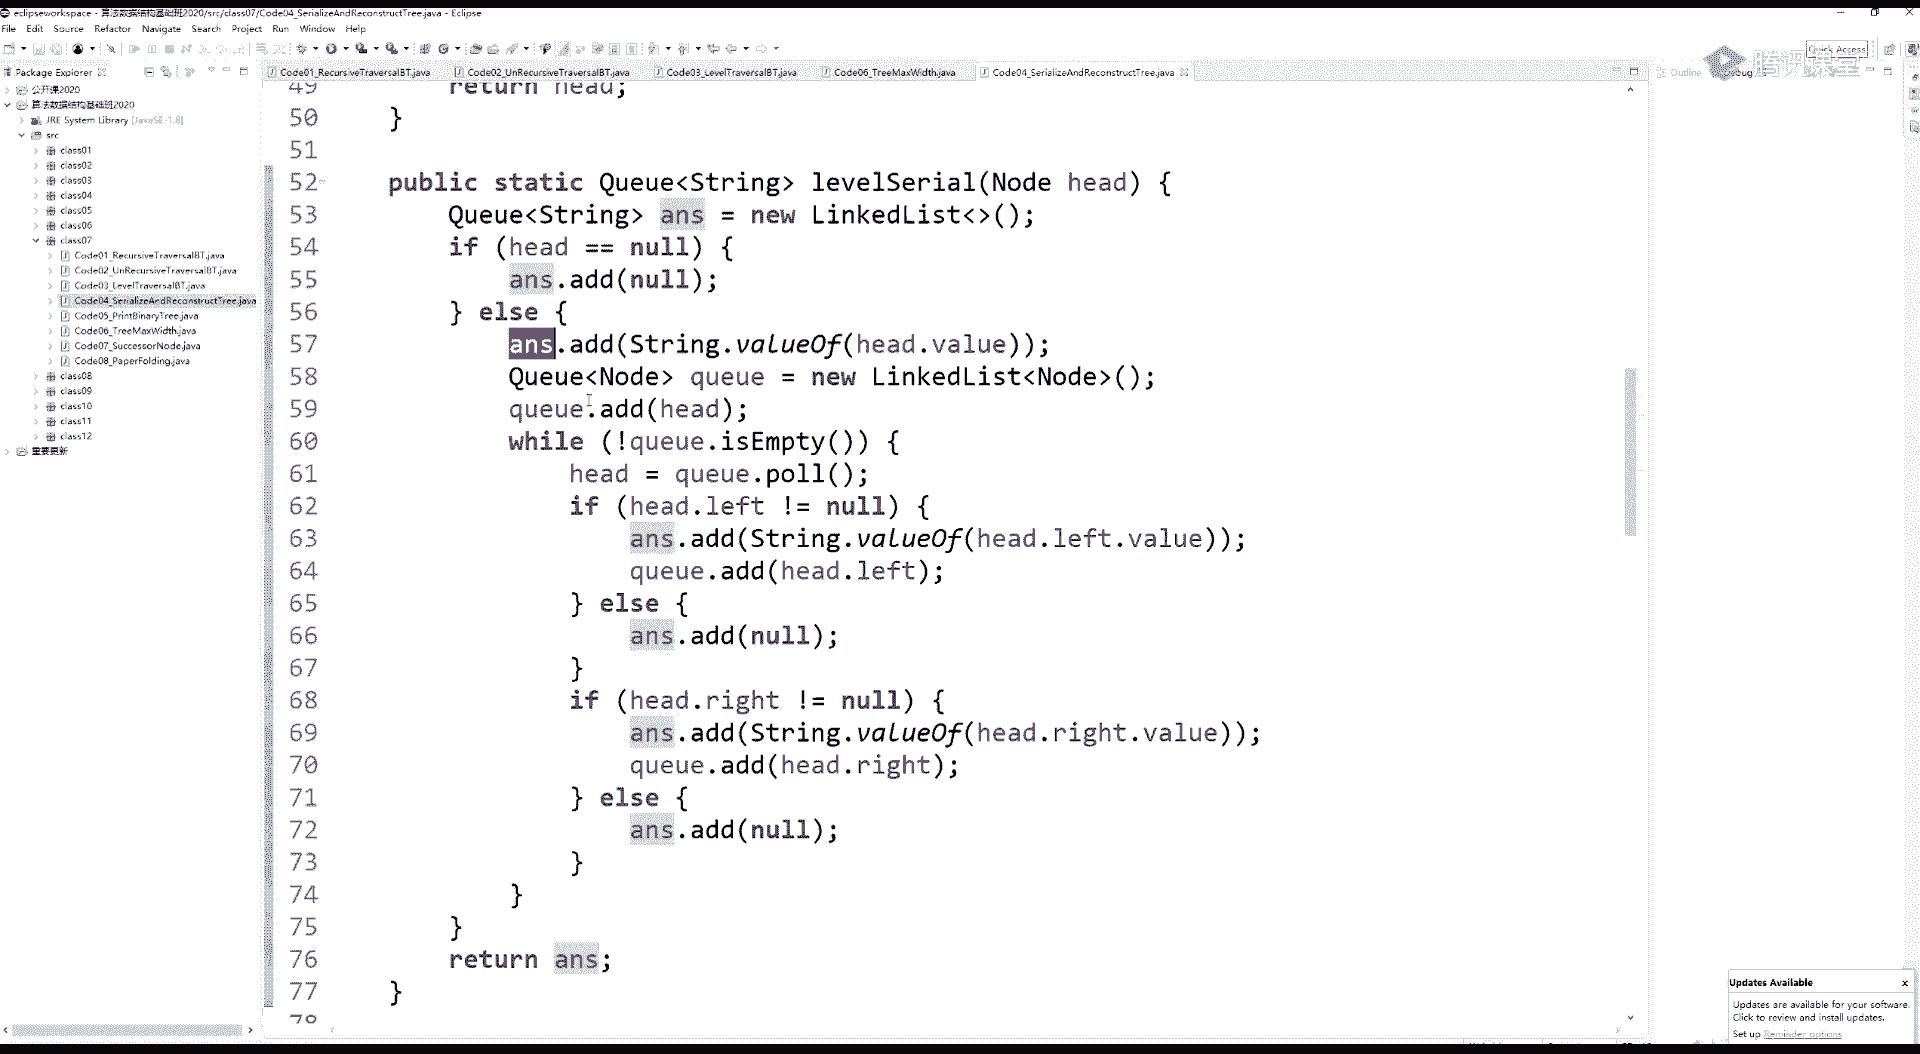 eclipseworkspace - 算法数据结构基础班2020/src/class07/Code04_SerializeAndReconstructTree.java - Eclipse
File Edit Source Refactor Navigate Search Project Run Window Help
Quick Access
Package Explorer
Code01_RecursiveTraversalBT.java Code02_UnRecursiveTraversalBT.java Code03_LevelTraversalBT.java Code06_TreeMaxWidth.java Code04_SerializeAndReconstructTree.java
Outline Debug
腾讯课堂
公开课2020
算法数据结构基础班2020
JRE System Library [JavaSE-1.8]
src
class01
class02
class03
class04
class05
class06
class07
Code01_RecursiveTraversalBT.java
Code02_UnRecursiveTraversalBT.java
Code03_LevelTraversalBT.java
Code04_SerializeAndReconstructTree.java
Code05_PrintBinaryTree.java
Code06_TreeMaxWidth.java
Code07_SuccessorNode.java
Code08_PaperFolding.java
class08
class09
class10
class11
class12
重要更新
49 return head;
50 }
51
52 public static Queue<String> levelSerial(Node head) {
53 Queue<String> ans = new LinkedList<>();
54 if (head == null) {
55 ans.add(null);
56 } else {
57 ans.add(String.valueOf(head.value));
58 Queue<Node> queue = new LinkedList<Node>();
59 queue.add(head);
60 while (!queue.isEmpty()) {
61 head = queue.poll();
62 if (head.left != null) {
63 ans.add(String.valueOf(head.left.value));
64 queue.add(head.left);
65 } else {
66 ans.add(null);
67 }
68 if (head.right != null) {
69 ans.add(String.valueOf(head.right.value));
70 queue.add(head.right);
71 } else {
72 ans.add(null);
73 }
74 }
75 }
76 return ans;
77 }
78
Updates Available x
Updates are available for your software.
Click to review and install updates.
Set up Reminder options